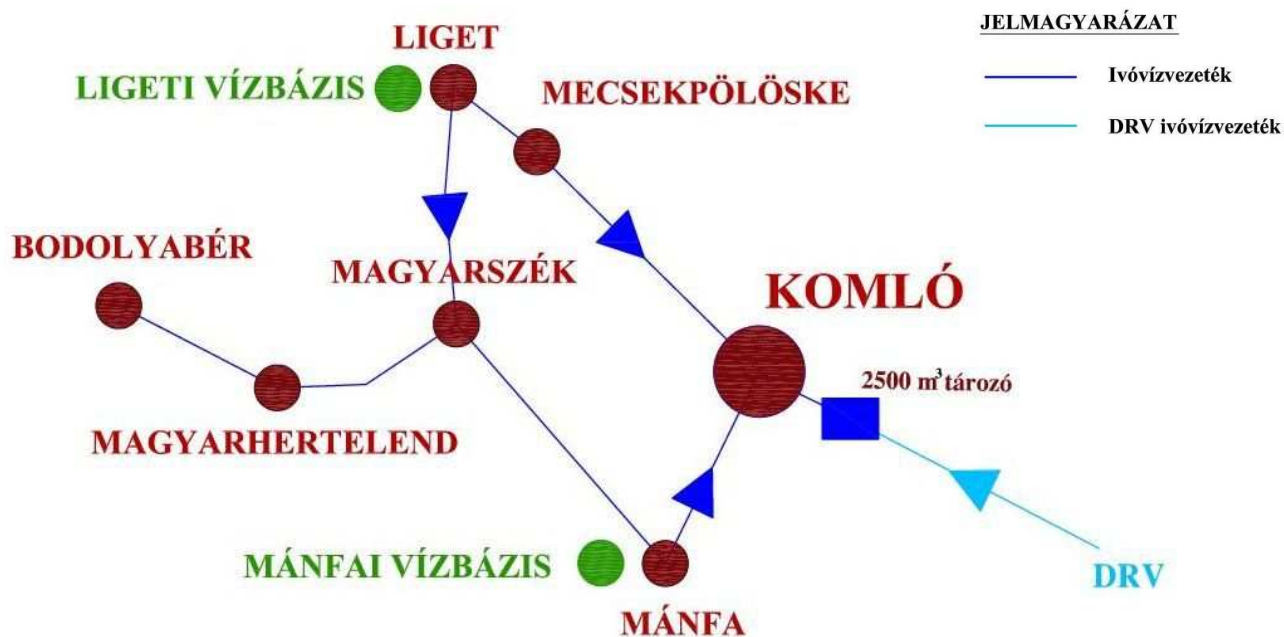 JELMAGYARÁZAT
Ivóvízvezeték
DRV ivóvízvezeték
LIGET
LIGETI VÍZBÁZIS
MECSEKPÖLÖSKE
BODOLYABÉR
MAGYARSZÉK
KOMLÓ
2500 m³ tározó
MAGYARHERTELEND
MÁNFAI VÍZBÁZIS
DRV
MÁNFA